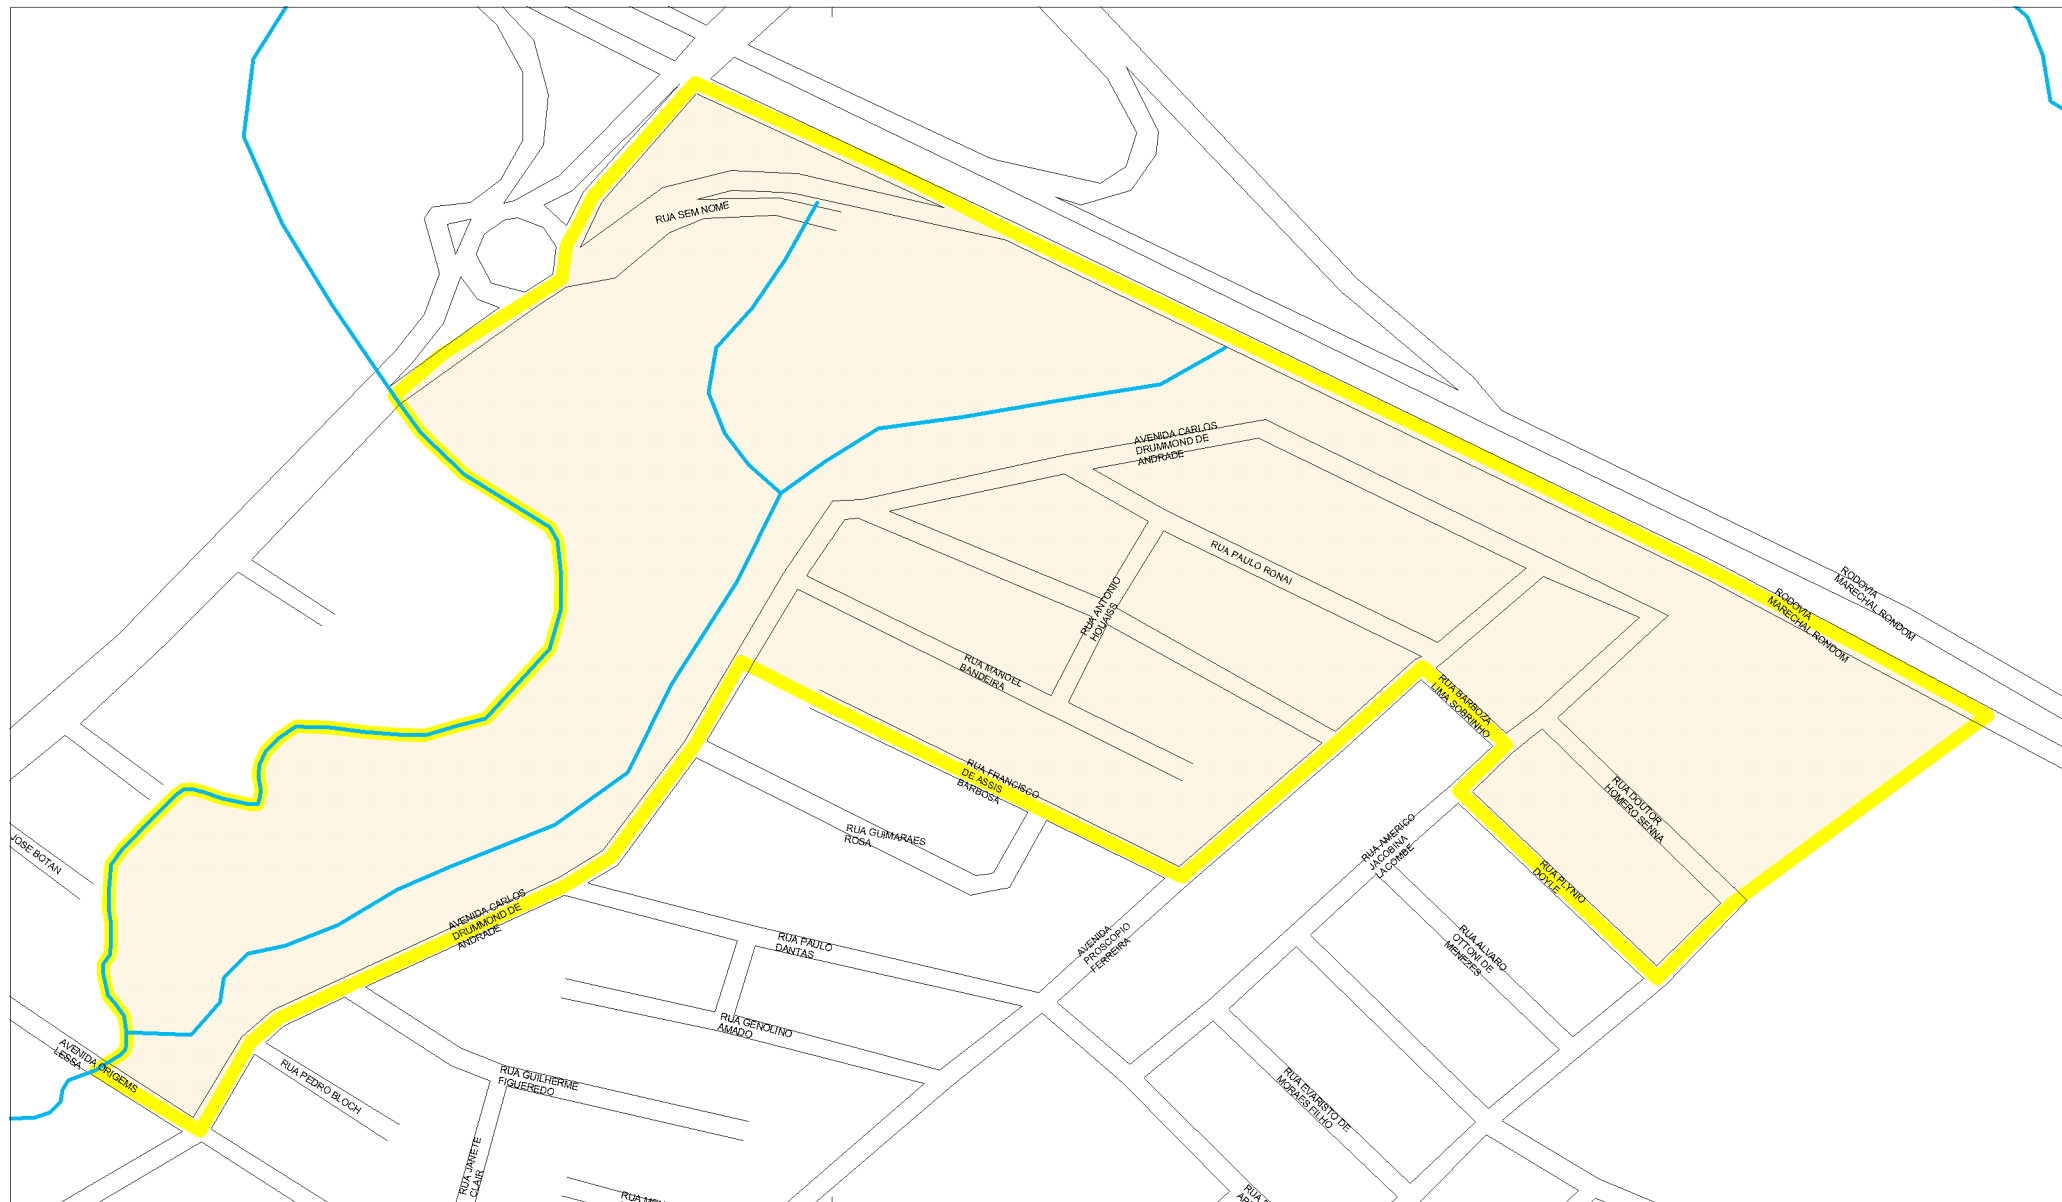 RUA SEM NOME
AVENIDA CARLOS
DRUMMOND DE
ANDRADE
RUA PAULO RONAI
RODOVIA
MARECHAL RONDOM
RODOVIA
MARECHAL RONDOM
RUA ANTONIO
HOUAISS
RUA MANOEL
BANDEIRA
RUA BARBOZA
LIMA SOBRINHO
RUA FRANCISCO
DE ASSIS
BARBOSA
RUA DOUTOR
HOMERO SENNA
RUA GUIMARAES
ROSA
JOSE BOTAN
RUA AMERICO
JACOBINA
LACOMBE
RUA PLYNIO
DOYLE
AVENIDA CARLOS
DRUMMOND DE
ANDRADE
RUA PAULO
DANTAS
AVENIDA
PROSCOPIO
FERREIRA
RUA ALVARO
OTTONI DE
MENEZES
RUA GENOLINO
AMADO
AVENIDA ORIGEMS
LESSA
RUA PEDRO BLOCH
RUA GUILHERME
FIGUEREDO
RUA EVARISTO DE
MORAES FILHO
RUA JANETE
CLAIR
RUA
RUA